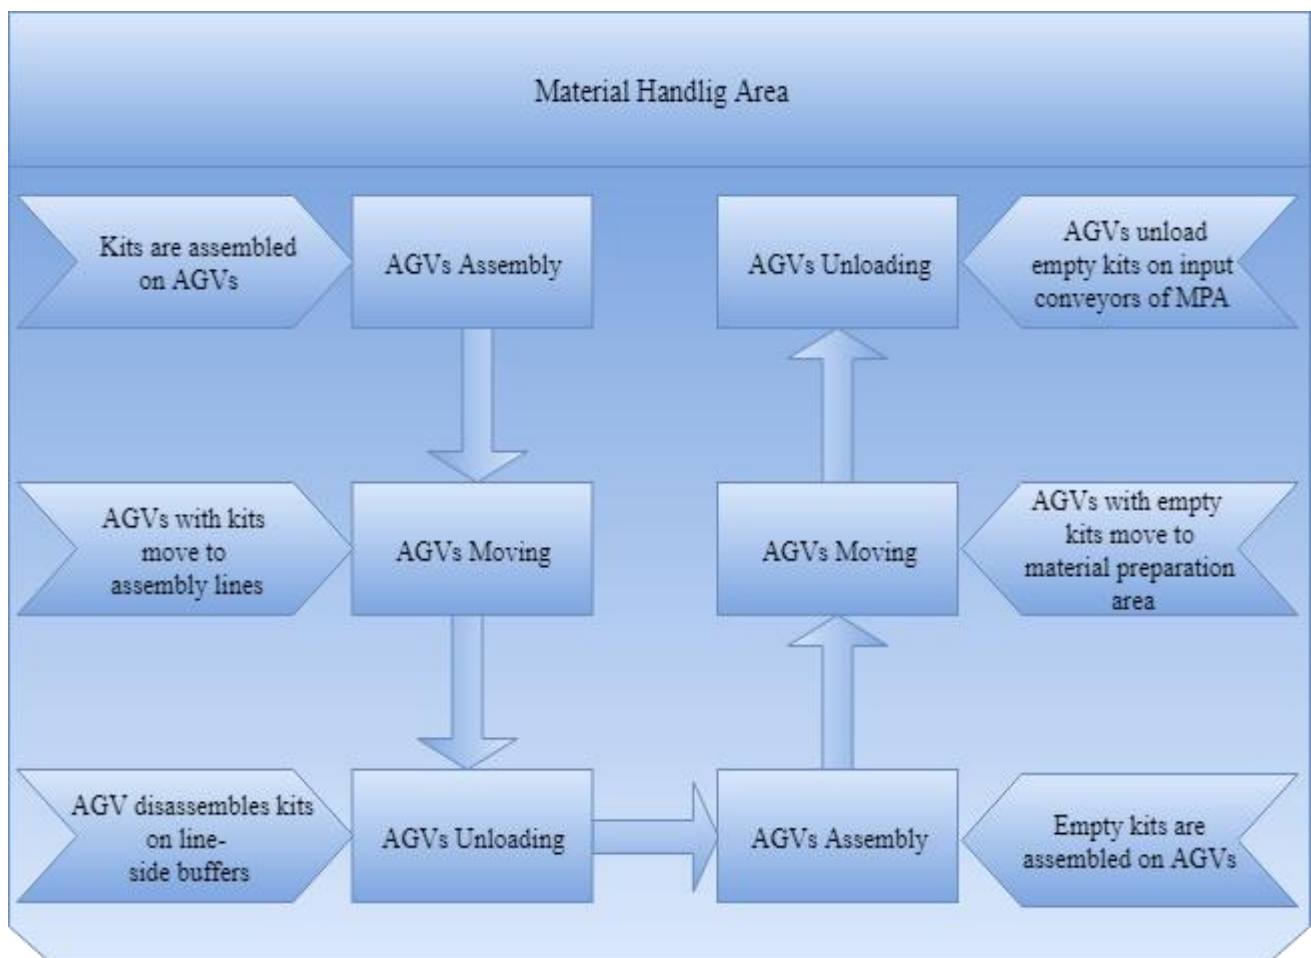 Material Handlig Area
Kits are assembled
on AGVs
AGVs Assembly
AGVs Unloading
AGVs unload
empty kits on input
conveyors of MPA
AGVs with kits
move to
assembly lines
AGVs Moving
AGVs Moving
AGVs with empty
kits move to
material preparation
area
AGV disassembles kits
on line-
side buffers
AGVs Unloading
AGVs Assembly
Empty kits are
assembled on AGVs